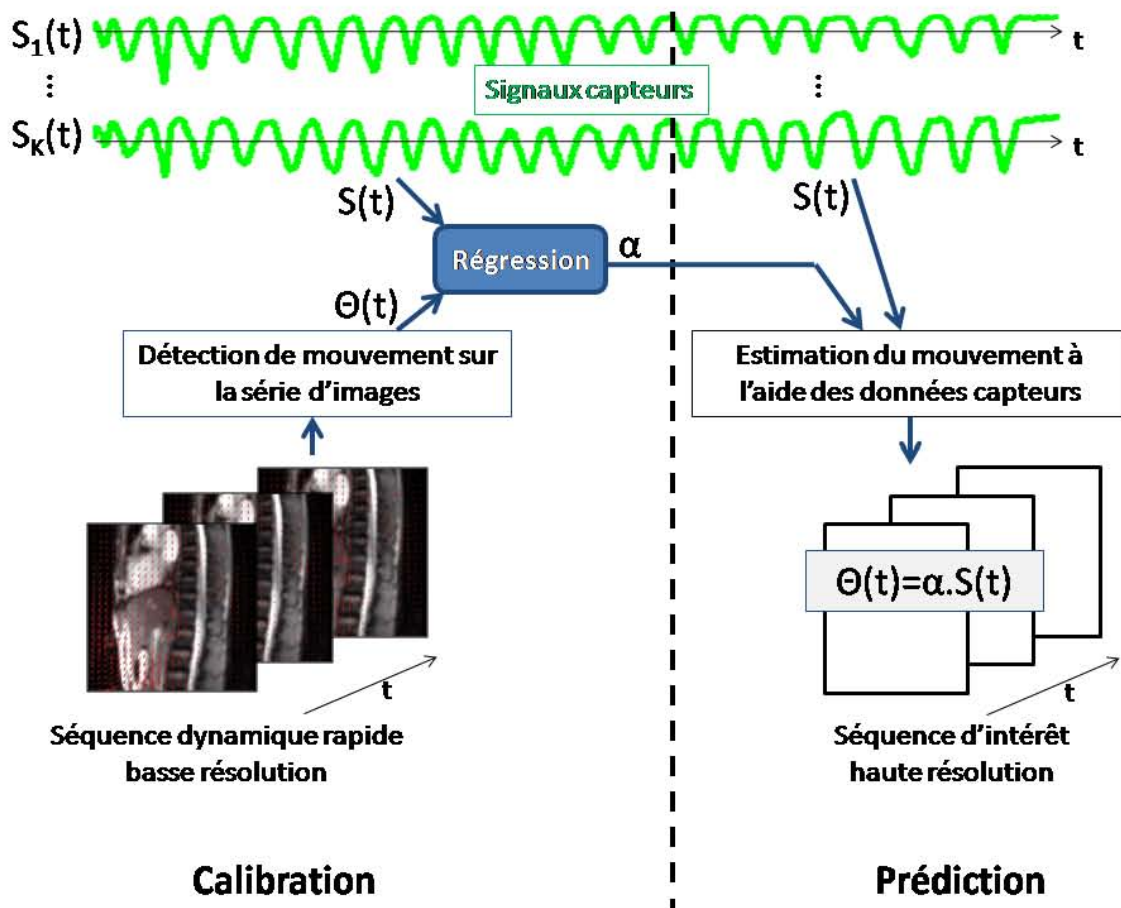 S1(t)
t
⋮
Signaux capteurs
⋮
SK(t)
t
S(t)
S(t)
Régression
α
Θ(t)
Détection de mouvement sur
la série d'images
Estimation du mouvement à
l'aide des données capteurs
Θ(t)=α.S(t)
t
t
Séquence dynamique rapide
basse résolution
Séquence d'intérêt
haute résolution
Calibration
Prédiction